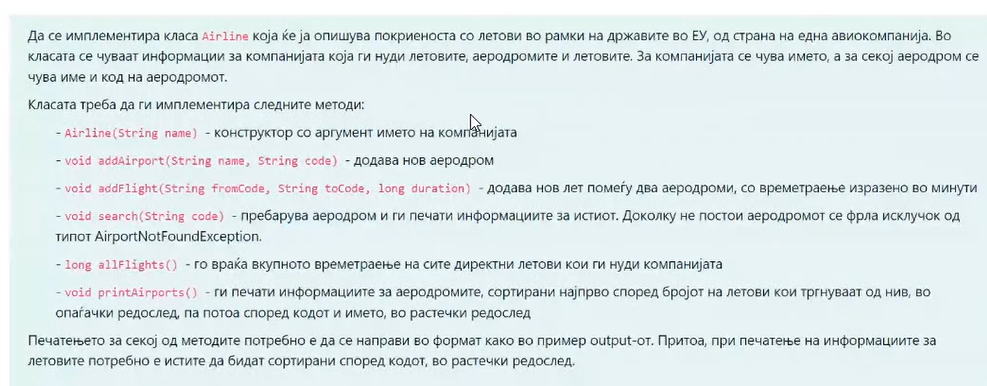 Да се имплементира класа Airline која ќе ја опишува покриеноста со летови во рамки на државите во ЕУ, од страна на една авиокомпанија. Во
класата се чуваат информации за компанијата која ги нуди летовите, аеродромите и летовите. За компанијата се чува името, а за секој аеродром се
чува име и код на аеродромот.
Класата треба да ги имплементира следните методи:
- Airline(String name) - конструктор со аргумент името на компанијата
- void addAirport(String name, String code) - додава нов аеродром
- void addFlight(String fromCode, String toCode, long duration) - додава нов лет помеѓу два аеродроми, со времетраење изразено во минути
- void search(String code) - пребарува аеродром и ги печати информациите за истиот. Доколку не постои аеродромот се фрла исклучок од
типот AirportNotFoundException.
- long allFlights() - го враќа вкупното времетраење на сите директни летови кои ги нуди компанијата
- void printAirports() - ги печати информациите за аеродромите, сортирани најпрво според бројот на летови кои тргнуваат од нив, во
опаѓачки редослед, па потоа според кодот и името, во растечки редослед
Печатењето за секој од методите потребно е да се направи во формат како во пример output-от. Притоа, при печатење на информациите за
летовите потребно е истите да бидат сортирани според кодот, во растечки редослед.